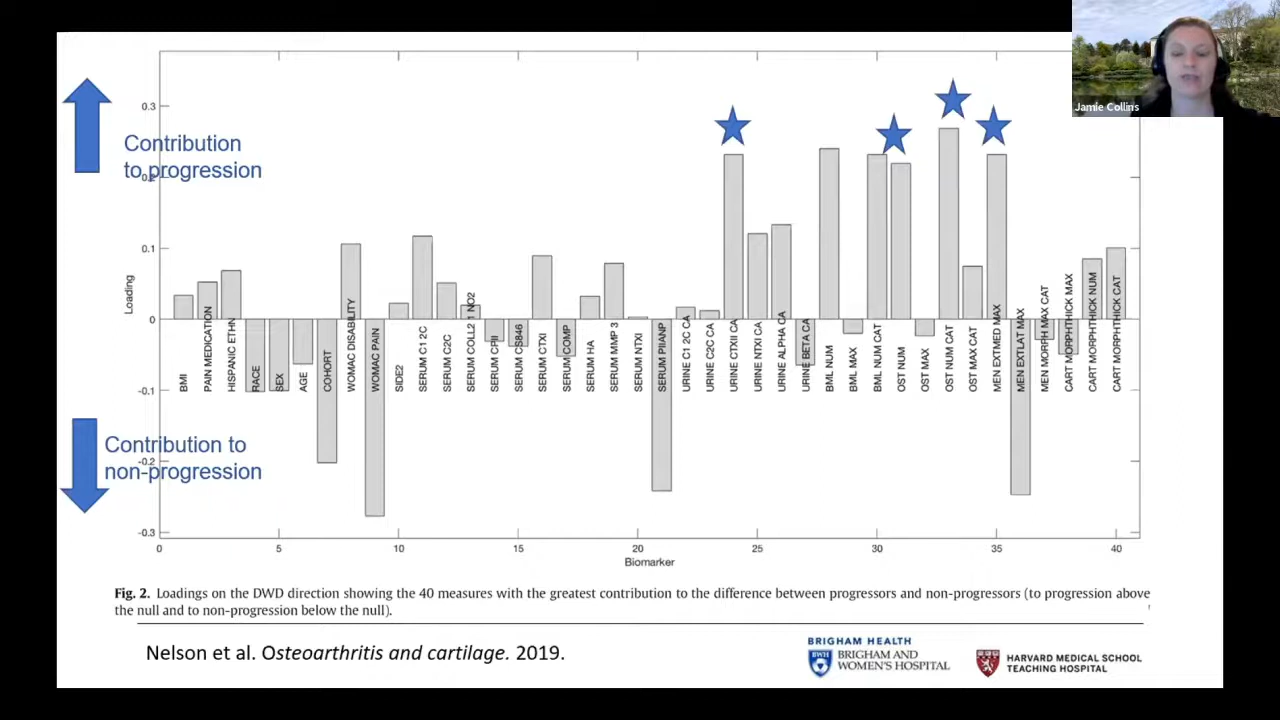 Jamie Collins
0.3
Contribution
to progression
0.2
0.1
Loading
0
-0.1
Contribution to
non-progression
-0.2
-0.3
BMI
PAIN MEDICATION
HISPANIC ETHN
RACE
SEX
AGE
COHORT
WOMAC DISABILITY
WOMAC PAIN
SIDE2
SERUM C1 2C
SERUM C2C
SERUM COLL2 1 NO2
SERUM CPII
SERUM CS846
SERUM CTXI
SERUM COMP
SERUM HA
SERUM MMP 3
SERUM NTXI
SERUM PIIANP
URINE C1 2C CA
URINE C2C CA
URINE CTXII CA
URINE NTXI CA
URINE ALPHA CA
URINE BETA CA
BML NUM
BML MAX
BML NUM CAT
OST NUM
OST MAX
OST NUM CAT
OST MAX CAT
MEN EXTMED MAX
MEN EXTLAT MAX
MEN MORPH MAX CAT
CART MORPHTHICK MAX
CART MORPHTHICK NUM
CART MORPHTHICK CAT
0 5 10 15 20 25 30 35 40
Biomarker
Fig. 2. Loadings on the DWD direction showing the 40 measures with the greatest contribution to the difference between progressors and non-progressors (to progression above
the null and to non-progression below the null).
Nelson et al. Osteoarthritis and cartilage. 2019.
BRIGHAM HEALTH
BWH
BRIGHAM AND
WOMEN'S HOSPITAL
HARVARD MEDICAL SCHOOL
TEACHING HOSPITAL